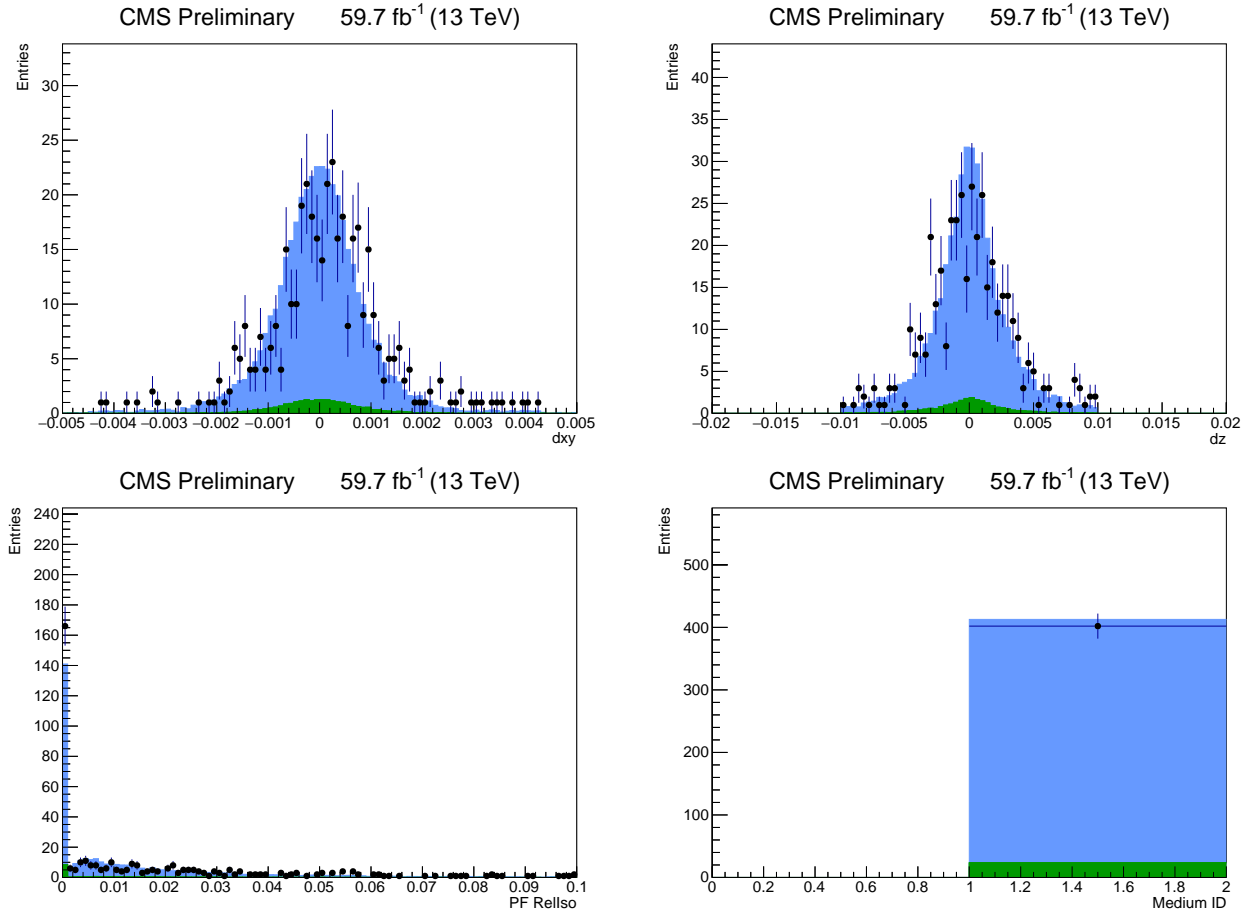 CMS Preliminary 59.7 fb⁻¹ (13 TeV)
Entries
30
25
20
15
10
5
0
−0.005 −0.004 −0.003 −0.002 −0.001 0 0.001 0.002 0.003 0.004 0.005
dxy
CMS Preliminary 59.7 fb⁻¹ (13 TeV)
Entries
40
35
30
25
20
15
10
5
0
−0.02 −0.015 −0.01 −0.005 0 0.005 0.01 0.015 0.02
dz
CMS Preliminary 59.7 fb⁻¹ (13 TeV)
Entries
240
220
200
180
160
140
120
100
80
60
40
20
0
0 0.01 0.02 0.03 0.04 0.05 0.06 0.07 0.08 0.09 0.1
PF RelIso
CMS Preliminary 59.7 fb⁻¹ (13 TeV)
Entries
500
400
300
200
100
0
0 0.2 0.4 0.6 0.8 1 1.2 1.4 1.6 1.8 2
Medium ID